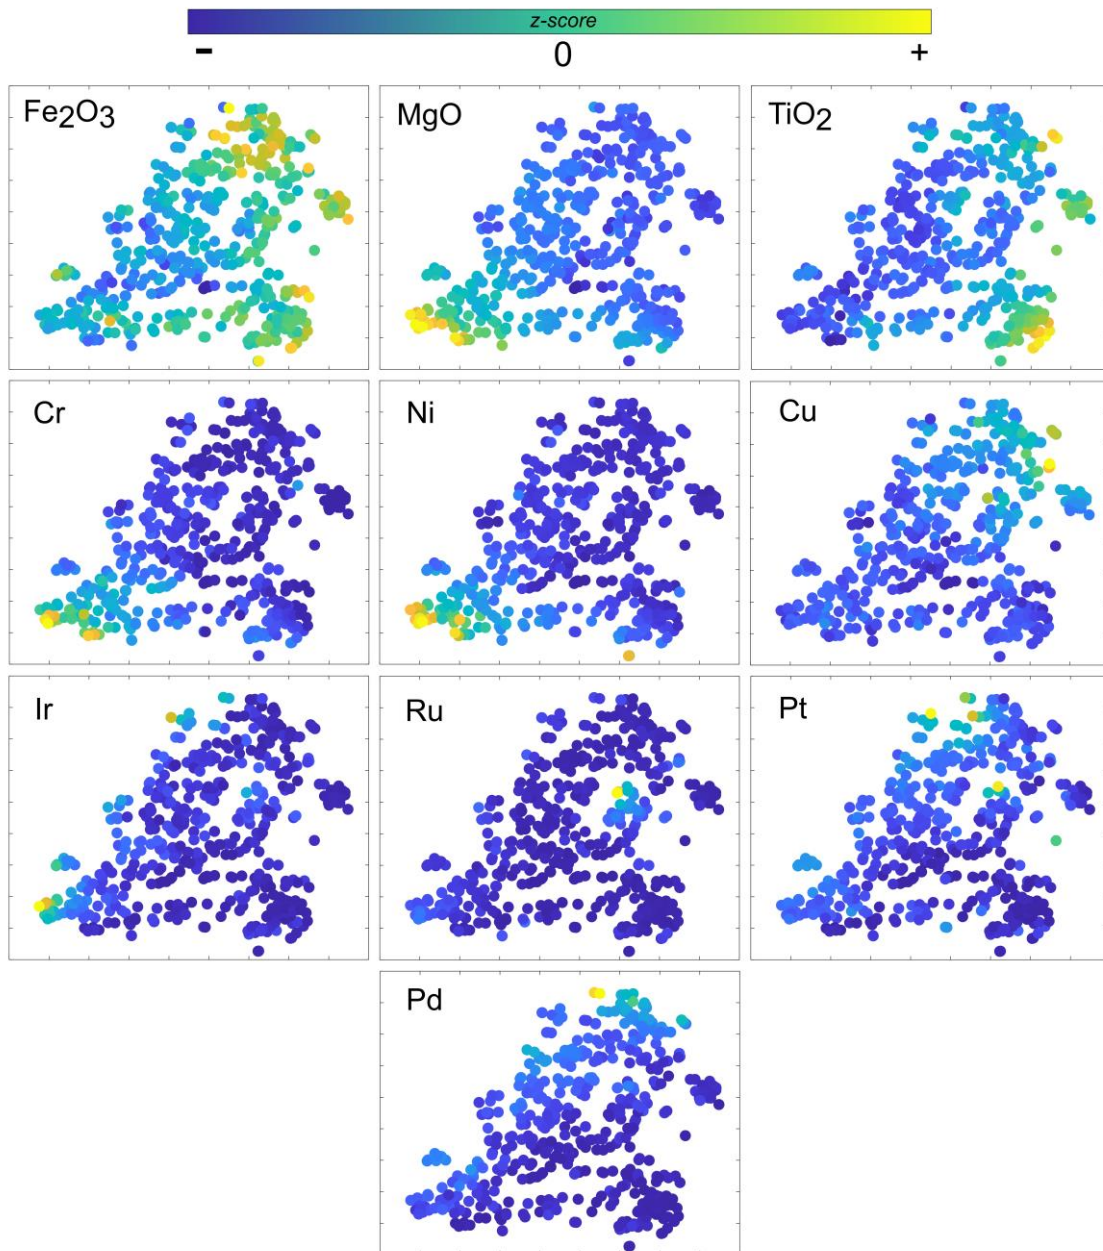 z-score
- 0 +
Fe2O3 MgO TiO2
Cr Ni Cu
Ir Ru Pt
Pd